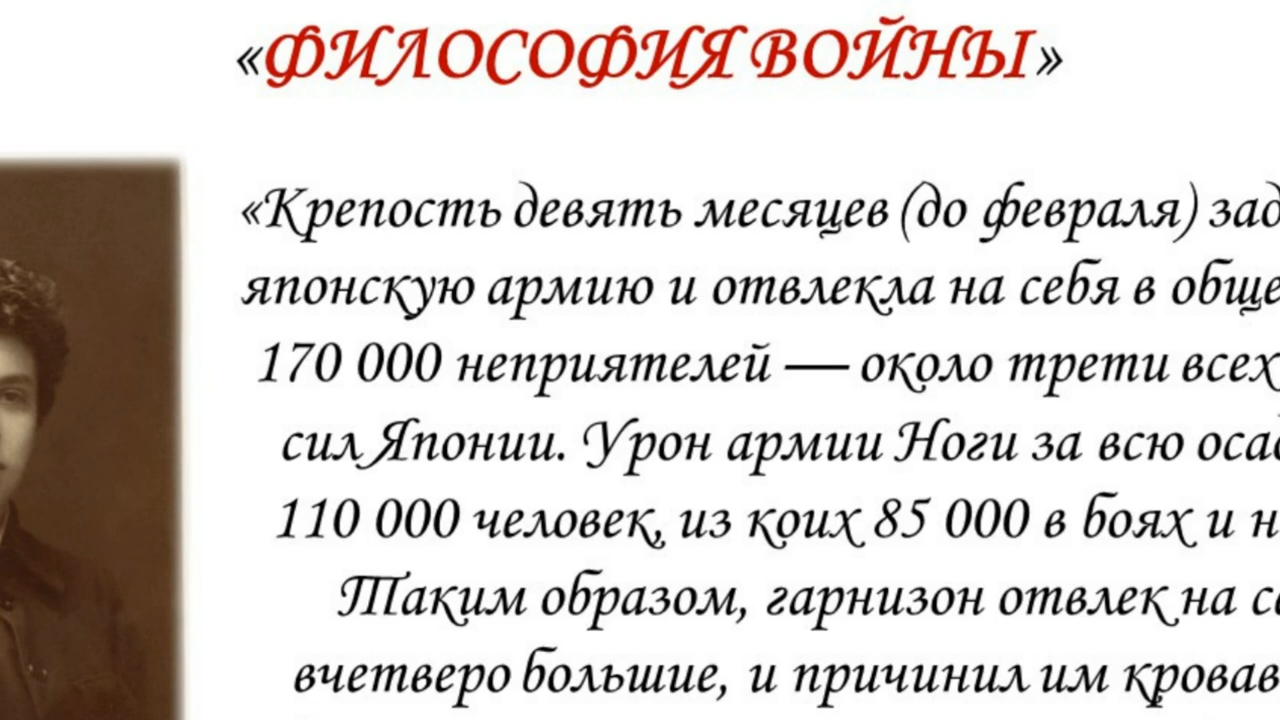 «ФИЛОСОФИЯ ВОЙНЫ»
«Крепость девять месяцев (до февраля)
японскую армию и отвлекла на себя в
170 000 неприятелей — около трети всех
сил Японии. Урон армии Ноги за всю
110 000 человек, из коих 85 000 в боях и
Таким образом, гарнизон отвлек на
вчетверо большие, и причинил им